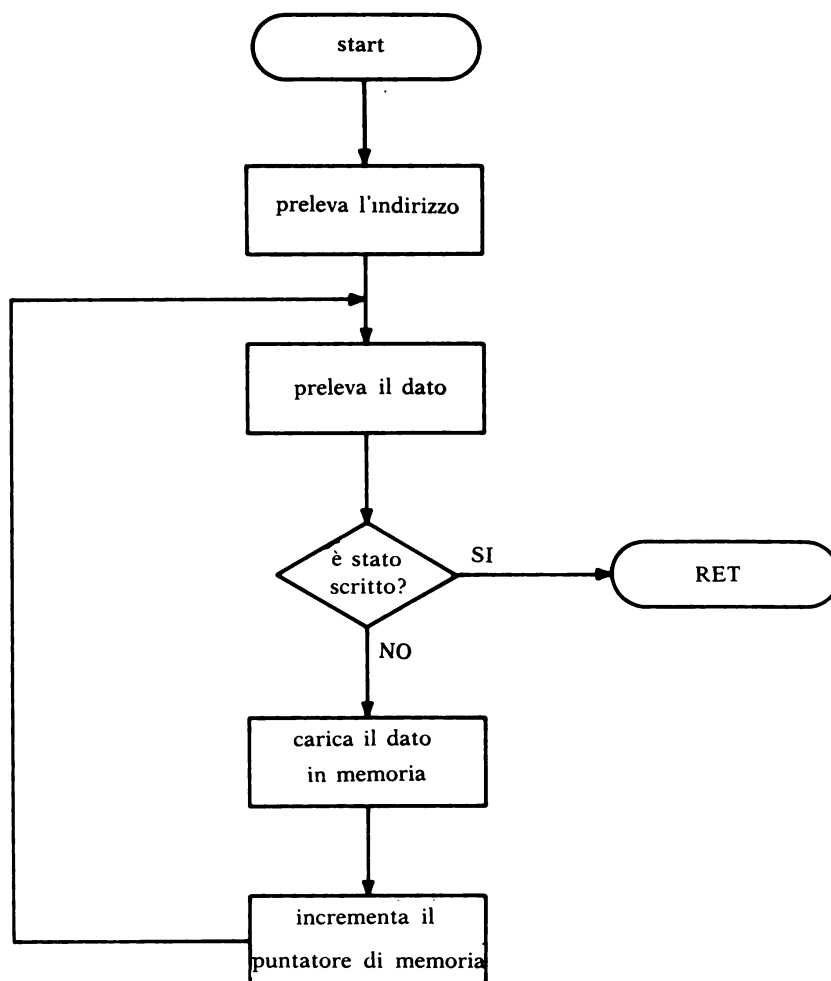 start
preleva l'indirizzo
preleva il dato
è stato
scritto?
SI
RET
NO
carica il dato
in memoria
incrementa il
puntatore di memoria